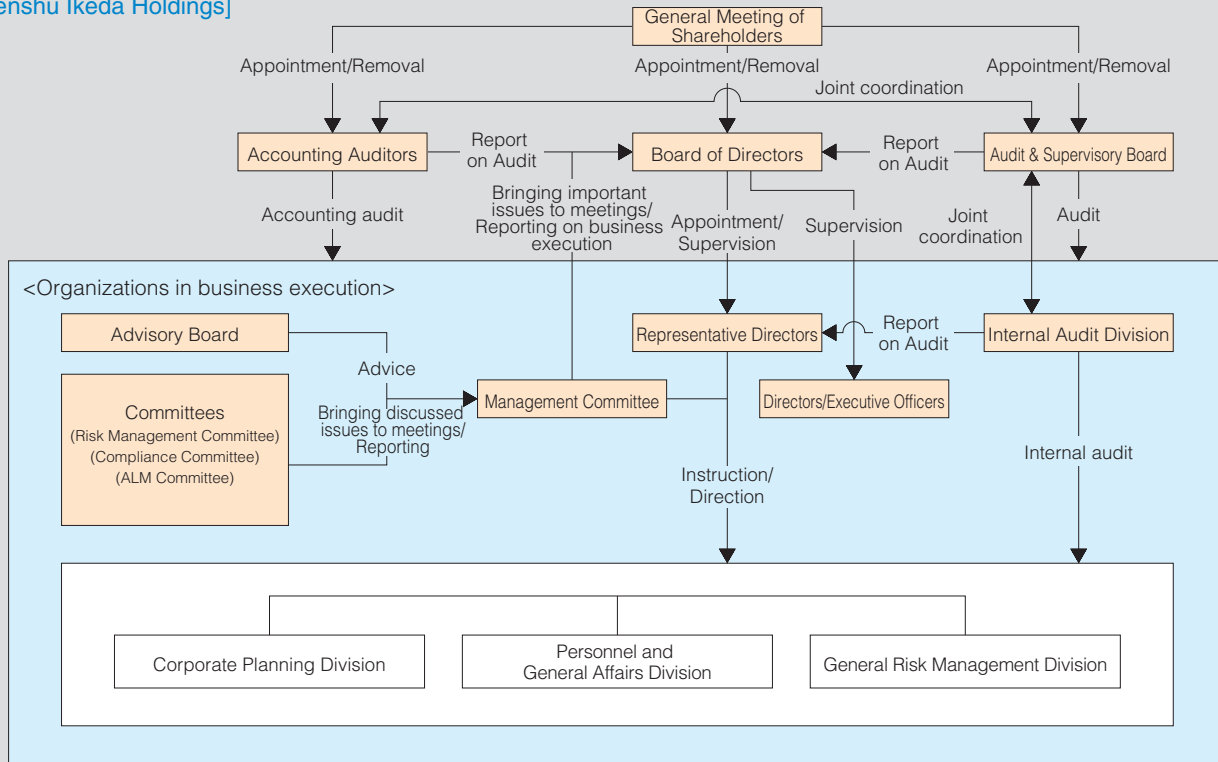 enshu Ikeda Holdings]
General Meeting of
Shareholders
Appointment/Removal
Appointment/Removal
Appointment/Removal
Joint coordination
Accounting Auditors
Report
on Audit
Board of Directors
Report
on Audit
Audit & Supervisory Board
Accounting audit
Bringing important
issues to meetings/
Reporting on business
execution
Appointment/
Supervision
Supervision
Joint
coordination
Audit
<Organizations in business execution>
Advisory Board
Representative Directors
Report
on Audit
Internal Audit Division
Advice
Committees
(Risk Management Committee)
(Compliance Committee)
(ALM Committee)
Bringing discussed
issues to meetings/
Reporting
Management Committee
Directors/Executive Officers
Instruction/
Direction
Internal audit
Corporate Planning Division
Personnel and
General Affairs Division
General Risk Management Division